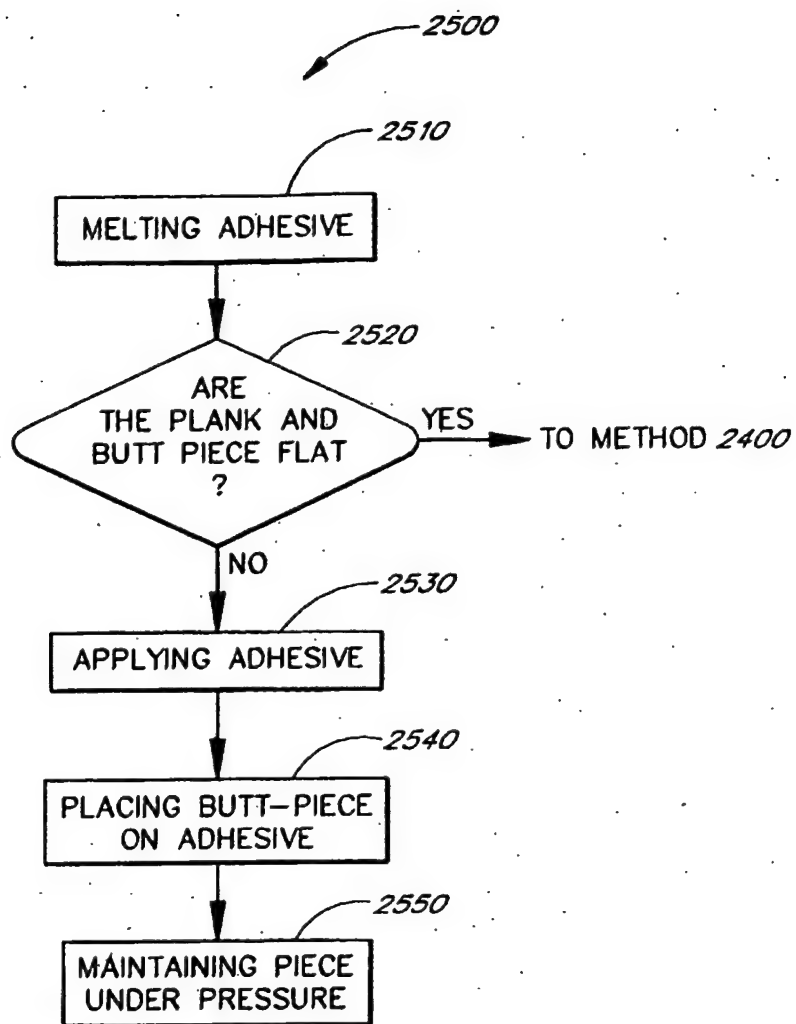 2500
2510
MELTING ADHESIVE
2520
ARE
THE PLANK AND
BUTT PIECE FLAT
?
YES
TO METHOD 2400
NO
2530
APPLYING ADHESIVE
2540
PLACING BUTT-PIECE
ON ADHESIVE
2550
MAINTAINING PIECE
UNDER PRESSURE